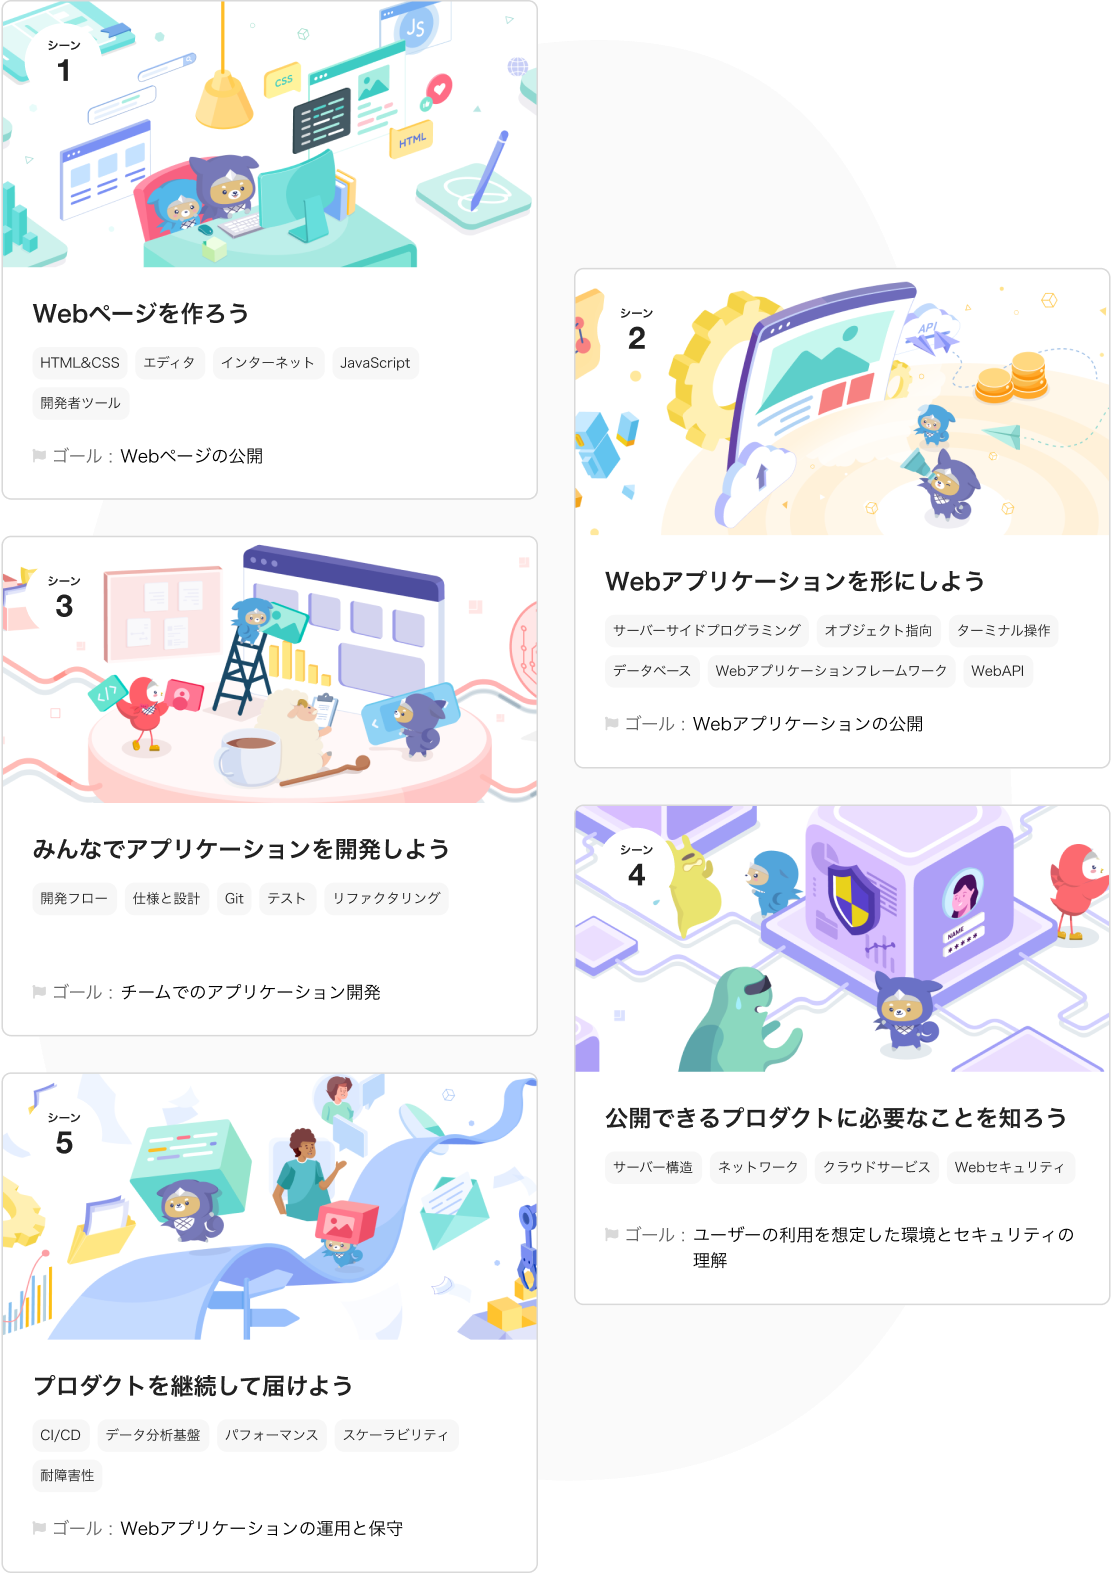 シーン
1
JS
CSS
HTML
Webページを作ろう
HTML&CSS
エディタ
インターネット
JavaScript
開発者ツール
ゴール：Webページの公開
シーン
2
API
Webアプリケーションを形にしよう
サーバーサイドプログラミング
オブジェクト指向
ターミナル操作
データベース
Webアプリケーションフレームワーク
WebAPI
ゴール：Webアプリケーションの公開
シーン
3
</>
<
みんなでアプリケーションを開発しよう
開発フロー
仕様と設計
Git
テスト
リファクタリング
ゴール：チームでのアプリケーション開発
シーン
4
NAME
*****
公開できるプロダクトに必要なことを知ろう
サーバー構造
ネットワーク
クラウドサービス
Webセキュリティ
ゴール：ユーザーの利用を想定した環境とセキュリティの
理解
シーン
5
プロダクトを継続して届けよう
CI/CD
データ分析基盤
パフォーマンス
スケーラビリティ
耐障害性
ゴール：Webアプリケーションの運用と保守